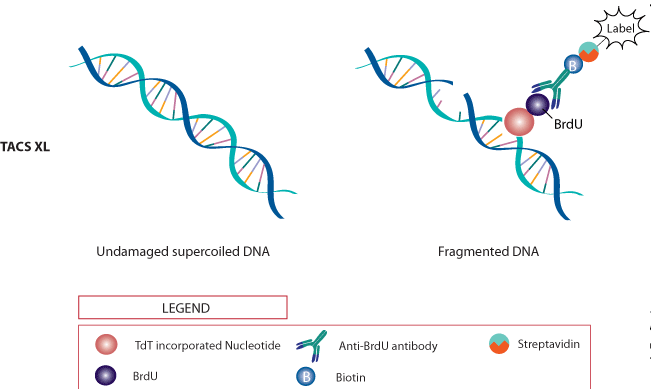 Label
B
BrdU
TACS XL
Undamaged supercoiled DNA
Fragmented DNA
LEGEND
TdT incorporated Nucleotide
Anti-BrdU antibody
Streptavidin
BrdU
B
Biotin